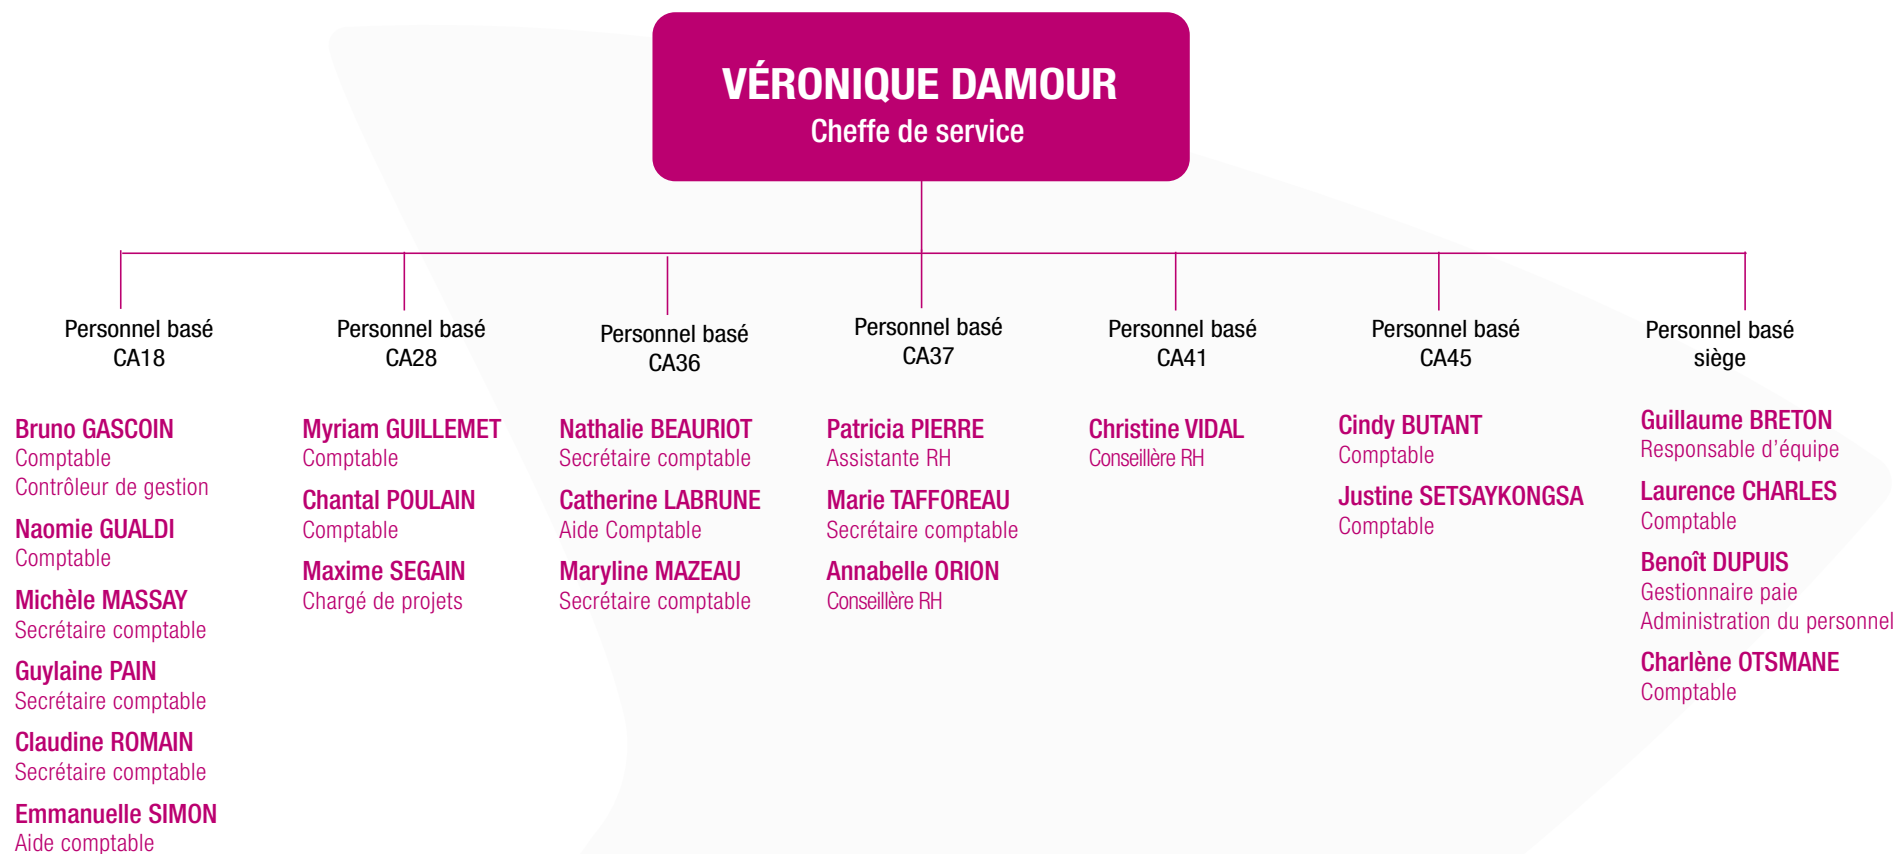 VÉRONIQUE DAMOUR
Cheffe de service
Personnel basé
CA18
Bruno GASCOIN
Comptable
Contrôleur de gestion
Naomie GUALDI
Comptable
Michèle MASSAY
Secrétaire comptable
Guylaine PAIN
Secrétaire comptable
Claudine ROMAIN
Secrétaire comptable
Emmanuelle SIMON
Aide comptable
Personnel basé
CA28
Myriam GUILLEMET
Comptable
Chantal POULAIN
Comptable
Maxime SEGAIN
Chargé de projets
Personnel basé
CA36
Nathalie BEAURIOT
Secrétaire comptable
Catherine LABRUNE
Aide Comptable
Maryline MAZEAU
Secrétaire comptable
Personnel basé
CA37
Patricia PIERRE
Assistante RH
Marie TAFFOREAU
Secrétaire comptable
Annabelle ORION
Conseillère RH
Personnel basé
CA41
Christine VIDAL
Conseillère RH
Personnel basé
CA45
Cindy BUTANT
Comptable
Justine SETSAYKONGSA
Comptable
Personnel basé
siège
Guillaume BRETON
Responsable d’équipe
Laurence CHARLES
Comptable
Benoît DUPUIS
Gestionnaire paie
Administration du personnel
Charlène OTSMANE
Comptable